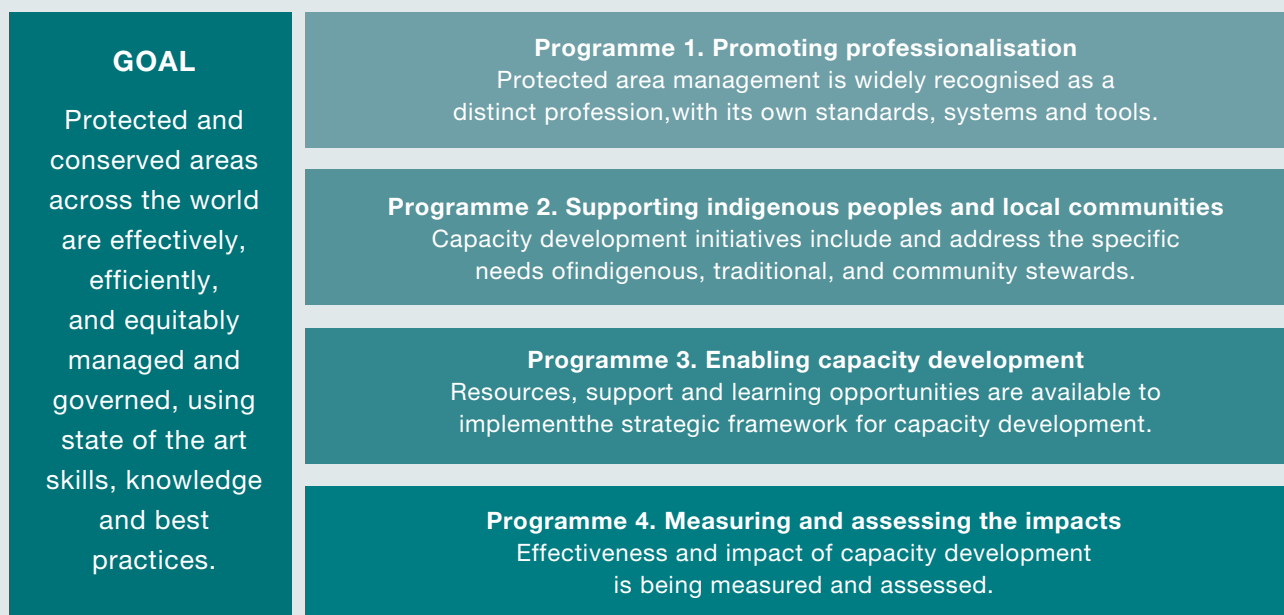 GOAL
Protected and
conserved areas
across the world
are effectively,
efficiently,
and equitably
managed and
governed, using
state of the art
skills, knowledge
and best
practices.
Programme 1. Promoting professionalisation
Protected area management is widely recognised as a
distinct profession,with its own standards, systems and tools.
Programme 2. Supporting indigenous peoples and local communities
Capacity development initiatives include and address the specific
needs ofindigenous, traditional, and community stewards.
Programme 3. Enabling capacity development
Resources, support and learning opportunities are available to
implementthe strategic framework for capacity development.
Programme 4. Measuring and assessing the impacts
Effectiveness and impact of capacity development
is being measured and assessed.